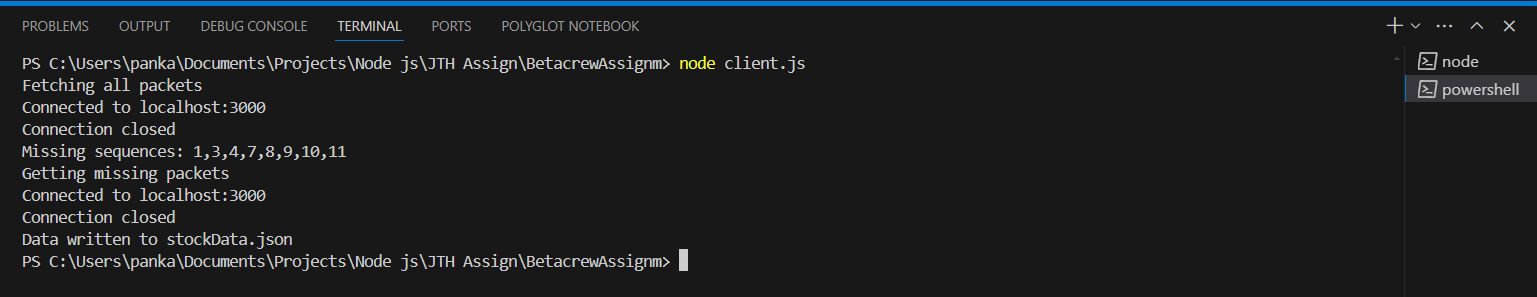 PROBLEMS OUTPUT DEBUG CONSOLE TERMINAL PORTS POLYGLOT NOTEBOOK
PS C:\Users\panka\Documents\Projects\Node js\JTH Assign\BetacrewAssignm> node client.js
Fetching all packets
Connected to localhost:3000
Connection closed
Missing sequences: 1,3,4,7,8,9,10,11
Getting missing packets
Connected to localhost:3000
Connection closed
Data written to stockData.json
PS C:\Users\panka\Documents\Projects\Node js\JTH Assign\BetacrewAssignm>
node
powershell